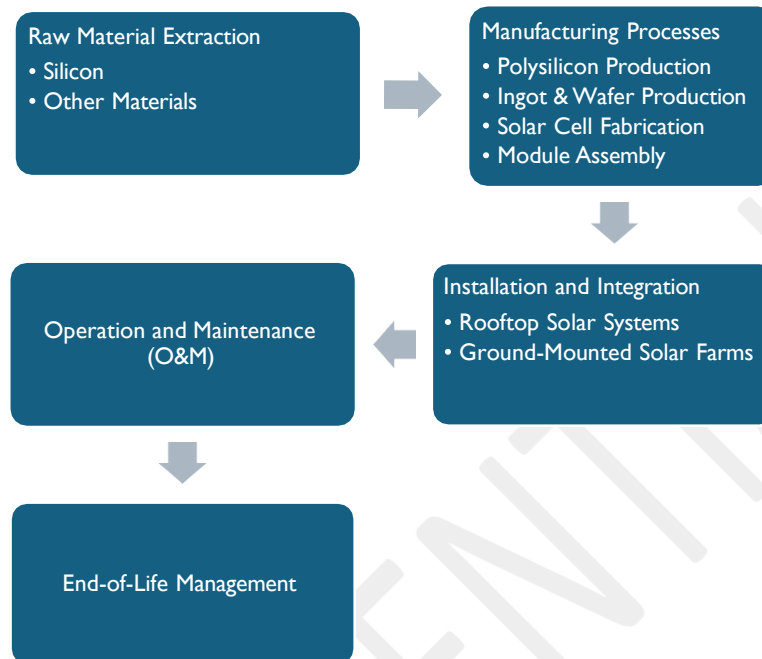 Raw Material Extraction
• Silicon
• Other Materials
Manufacturing Processes
• Polysilicon Production
• Ingot & Wafer Production
• Solar Cell Fabrication
• Module Assembly
Installation and Integration
• Rooftop Solar Systems
• Ground-Mounted Solar Farms
Operation and Maintenance
(O&M)
End-of-Life Management